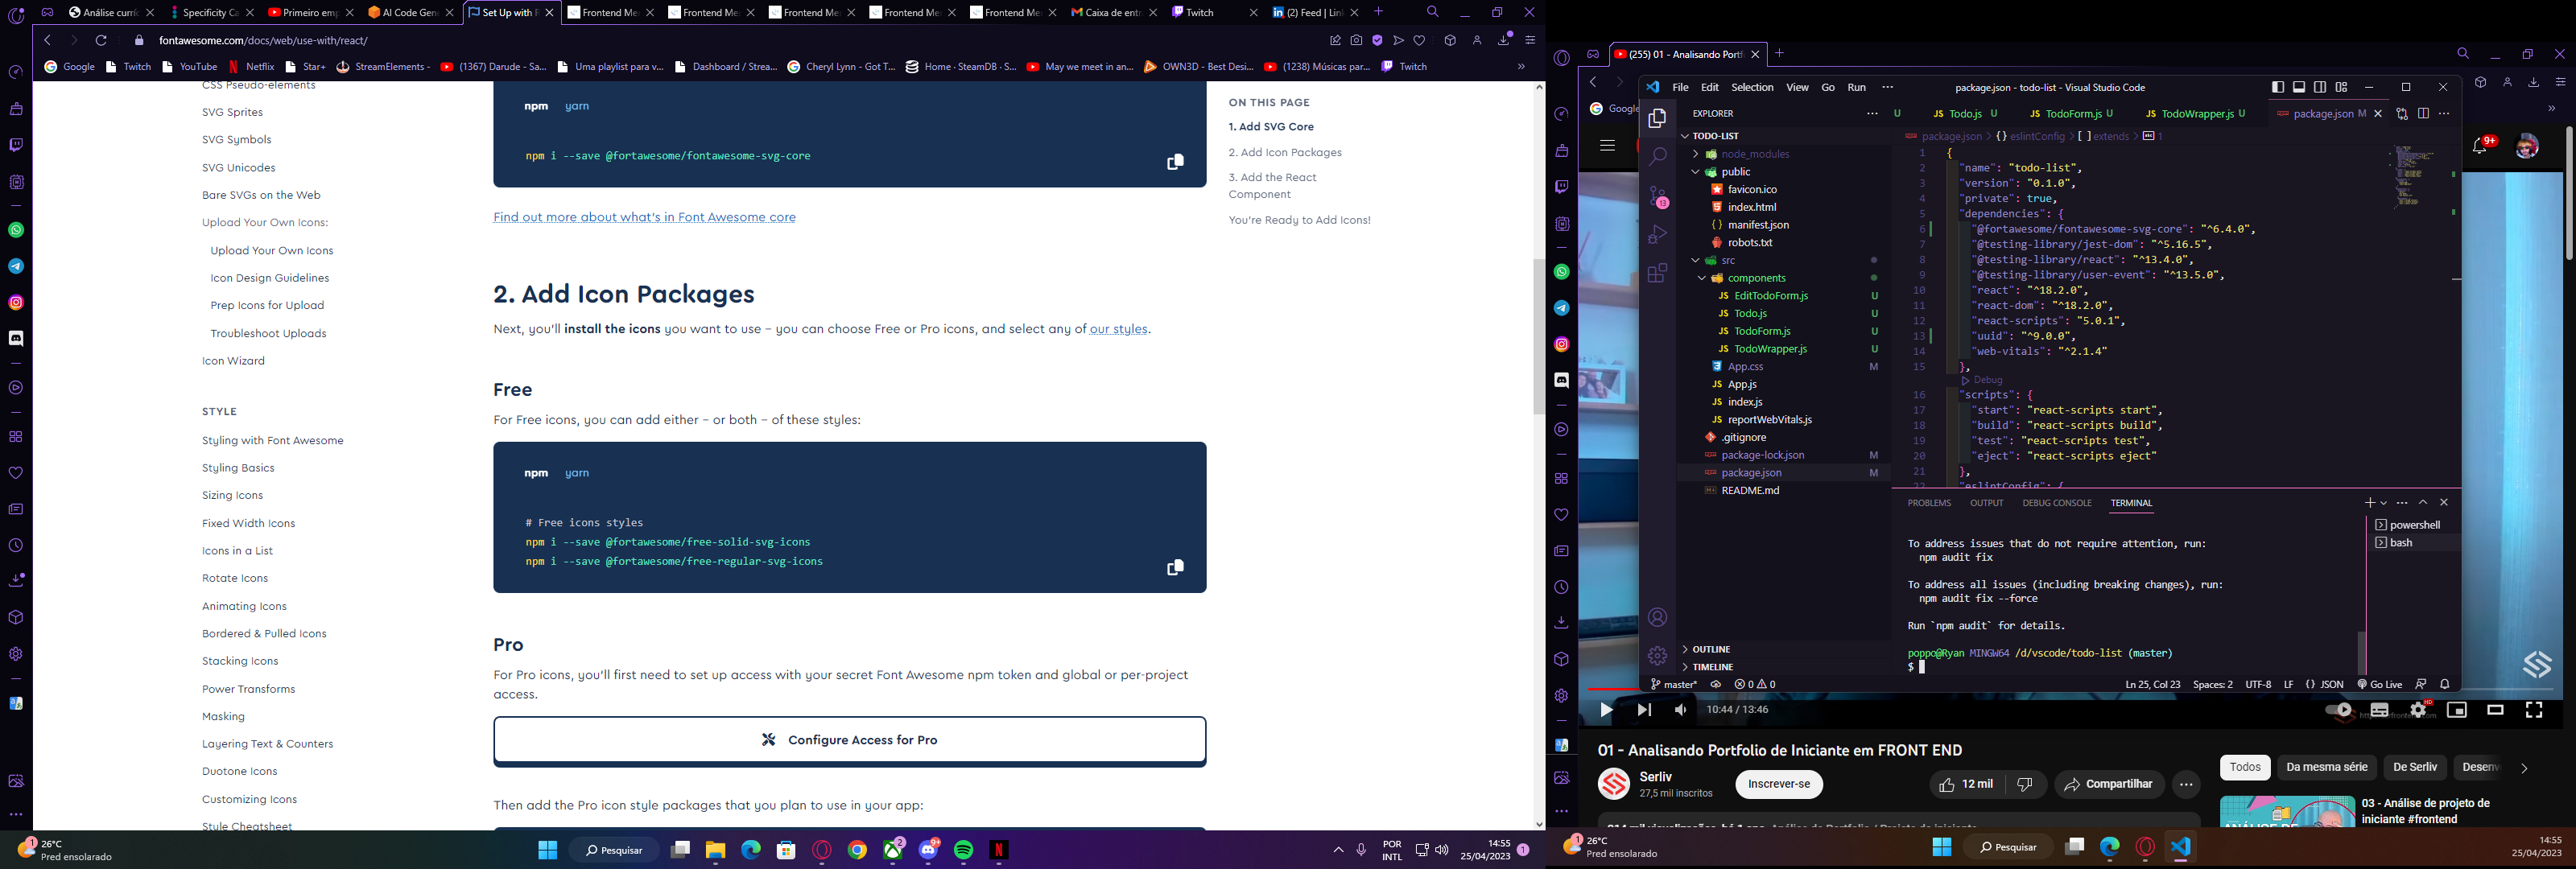 Análise curríc
Specificity Ca
Primeiro emp
AI Code Gene
Set Up with R
Frontend Me
Frontend Me
Frontend Me
Frontend Me
Frontend Me
Caixa de entr
Twitch
(2) Feed | Link
fontawesome.com/docs/web/use-with/react/
Google
Twitch
YouTube
Netflix
Star+
StreamElements -
(1367) Darude - Sa...
Uma playlist para v...
Dashboard / Strea...
Cheryl Lynn - Got T...
Home · SteamDB · S...
May we meet in an...
OWN3D - Best Desi...
(1238) Músicas par...
Twitch
CSS Pseudo-elements
SVG Sprites
SVG Symbols
SVG Unicodes
Bare SVGs on the Web
Upload Your Own Icons:
Upload Your Own Icons
Icon Design Guidelines
Prep Icons for Upload
Troubleshoot Uploads
Icon Wizard
STYLE
Styling with Font Awesome
Styling Basics
Sizing Icons
Fixed Width Icons
Icons in a List
Rotate Icons
Animating Icons
Bordered & Pulled Icons
Stacking Icons
Power Transforms
Masking
Layering Text & Counters
Duotone Icons
Customizing Icons
Style Cheatsheet
npm yarn
npm i --save @fortawesome/fontawesome-svg-core
Find out more about what's in Font Awesome core
2. Add Icon Packages
Next, you'll install the icons you want to use – you can choose Free or Pro icons, and select any of our styles.
Free
For Free icons, you can add either – or both – of these styles:
npm yarn
# Free icons styles
npm i --save @fortawesome/free-solid-svg-icons
npm i --save @fortawesome/free-regular-svg-icons
Pro
For Pro icons, you'll first need to set up access with your secret Font Awesome npm token and global or per-project
access.
Configure Access for Pro
Then add the Pro icon style packages that you plan to use in your app:
ON THIS PAGE
1. Add SVG Core
2. Add Icon Packages
3. Add the React
Component
You're Ready to Add Icons!
1
26°C
Pred ensolarado
Pesquisar
2
9+
POR
INTL
14:55
25/04/2023
1
(255) 01 - Analisando Portfo
Google
9+
File Edit Selection View Go Run ···
package.json - todo-list - Visual Studio Code
EXPLORER
TODO-LIST
node_modules
public
favicon.ico
index.html
manifest.json
robots.txt
src
components
EditTodoForm.js U
Todo.js U
TodoForm.js U
TodoWrapper.js U
App.css M
App.js
index.js
reportWebVitals.js
.gitignore
package-lock.json M
package.json M
README.md
OUTLINE
TIMELINE
13
U
Todo.js U
TodoForm.js U
TodoWrapper.js U
package.json M
package.json > { } eslintConfig > [ ] extends > 1
1 {
2 "name": "todo-list",
3 "version": "0.1.0",
4 "private": true,
5 "dependencies": {
6 "@fortawesome/fontawesome-svg-core": "^6.4.0",
7 "@testing-library/jest-dom": "^5.16.5",
8 "@testing-library/react": "^13.4.0",
9 "@testing-library/user-event": "^13.5.0",
10 "react": "^18.2.0",
11 "react-dom": "^18.2.0",
12 "react-scripts": "5.0.1",
13 "uuid": "^9.0.0",
14 "web-vitals": "^2.1.4"
15 },
Debug
16 "scripts": {
17 "start": "react-scripts start",
18 "build": "react-scripts build",
19 "test": "react-scripts test",
20 "eject": "react-scripts eject"
21 },
22 "eslintConfig": {
PROBLEMS OUTPUT DEBUG CONSOLE TERMINAL
To address issues that do not require attention, run:
npm audit fix
To address all issues (including breaking changes), run:
npm audit fix --force
Run `npm audit` for details.
poppo@Ryan MINGW64 /d/vscode/todo-list (master)
$
powershell
bash
master* 0 0
Ln 25, Col 23 Spaces: 2 UTF-8 LF { } JSON Go Live
10:44 / 13:46
HD
01 - Analisando Portfolio de Iniciante em FRONT END
Serliv
27,5 mil inscritos
Inscrever-se
12 mil
Compartilhar
Todos
Da mesma série
De Serliv
Desenv
03 - Análise de projeto de
iniciante #frontend
1
26°C
Pred ensolarado
Pesquisar
14:55
25/04/2023